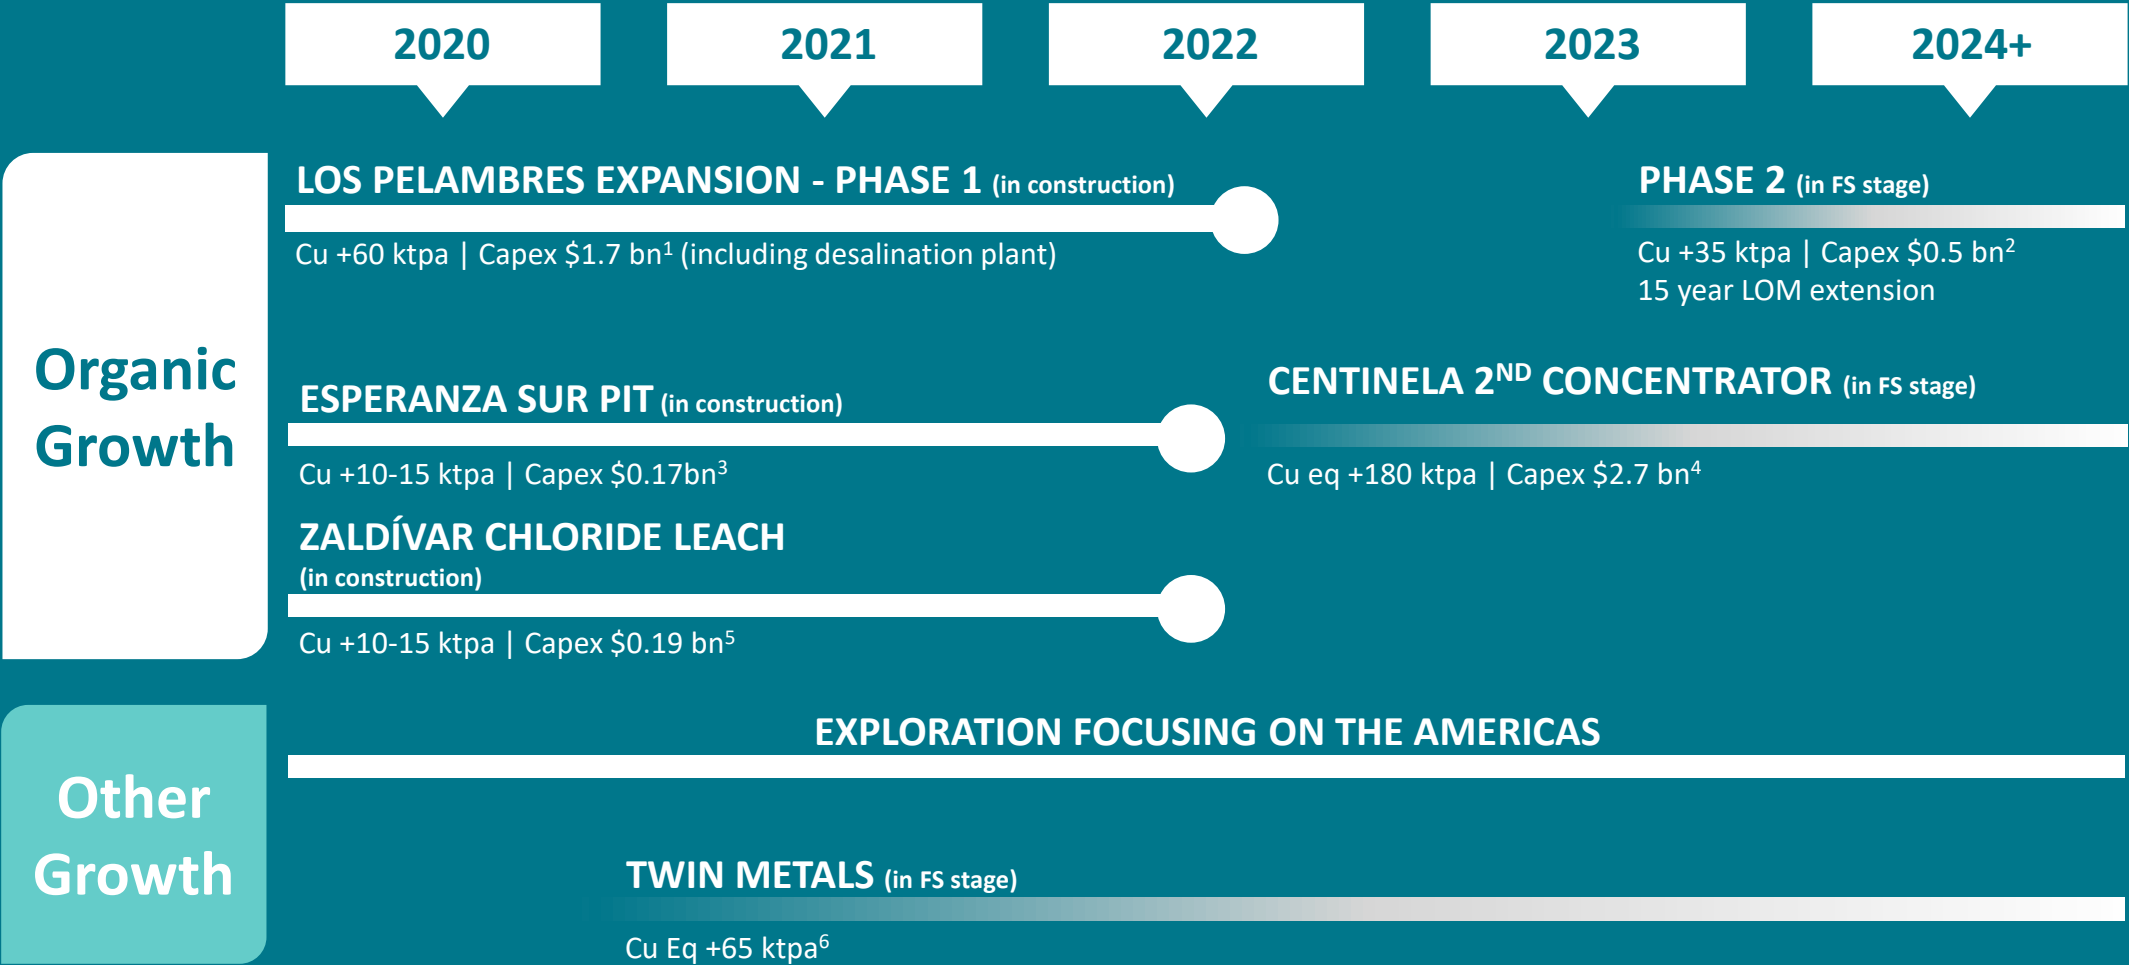 2020
2021
2022
2023
2024+
Organic
Growth
LOS PELAMBRES EXPANSION - PHASE 1 (in construction)
Cu +60 ktpa | Capex $1.7 bn¹ (including desalination plant)
PHASE 2 (in FS stage)
Cu +35 ktpa | Capex $0.5 bn²
15 year LOM extension
ESPERANZA SUR PIT (in construction)
Cu +10-15 ktpa | Capex $0.17bn³
CENTINELA 2ᴺᴰ CONCENTRATOR (in FS stage)
Cu eq +180 ktpa | Capex $2.7 bn⁴
ZALDÍVAR CHLORIDE LEACH
(in construction)
Cu +10-15 ktpa | Capex $0.19 bn⁵
Other
Growth
EXPLORATION FOCUSING ON THE AMERICAS
TWIN METALS (in FS stage)
Cu Eq +65 ktpa⁶